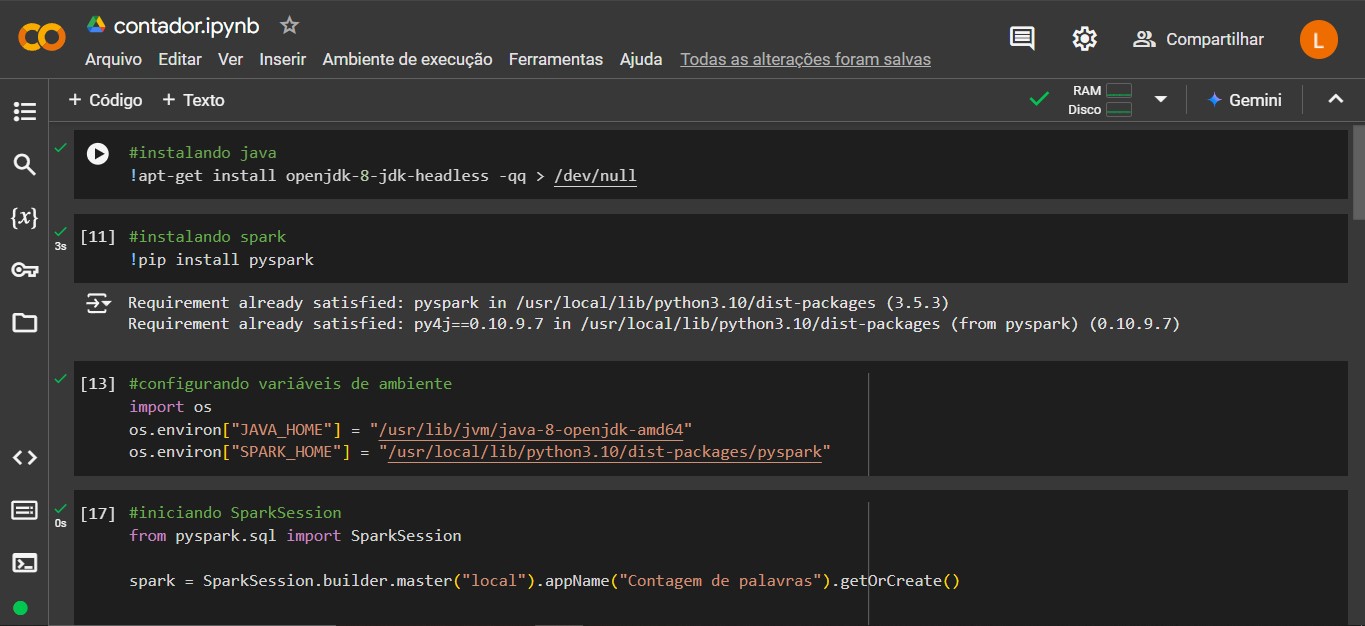 contador.ipynb
Arquivo Editar Ver Inserir Ambiente de execução Ferramentas Ajuda Todas as alterações foram salvas
Compartilhar
L
+ Código + Texto
RAM
Disco
Gemini
#instalando java
!apt-get install openjdk-8-jdk-headless -qq > /dev/null
3s
[11] #instalando spark
!pip install pyspark
Requirement already satisfied: pyspark in /usr/local/lib/python3.10/dist-packages (3.5.3)
Requirement already satisfied: py4j==0.10.9.7 in /usr/local/lib/python3.10/dist-packages (from pyspark) (0.10.9.7)
[13] #configurando variáveis de ambiente
import os
os.environ["JAVA_HOME"] = "/usr/lib/jvm/java-8-openjdk-amd64"
os.environ["SPARK_HOME"] = "/usr/local/lib/python3.10/dist-packages/pyspark"
0s
[17] #iniciando SparkSession
from pyspark.sql import SparkSession
spark = SparkSession.builder.master("local").appName("Contagem de palavras").getOrCreate()
{x}